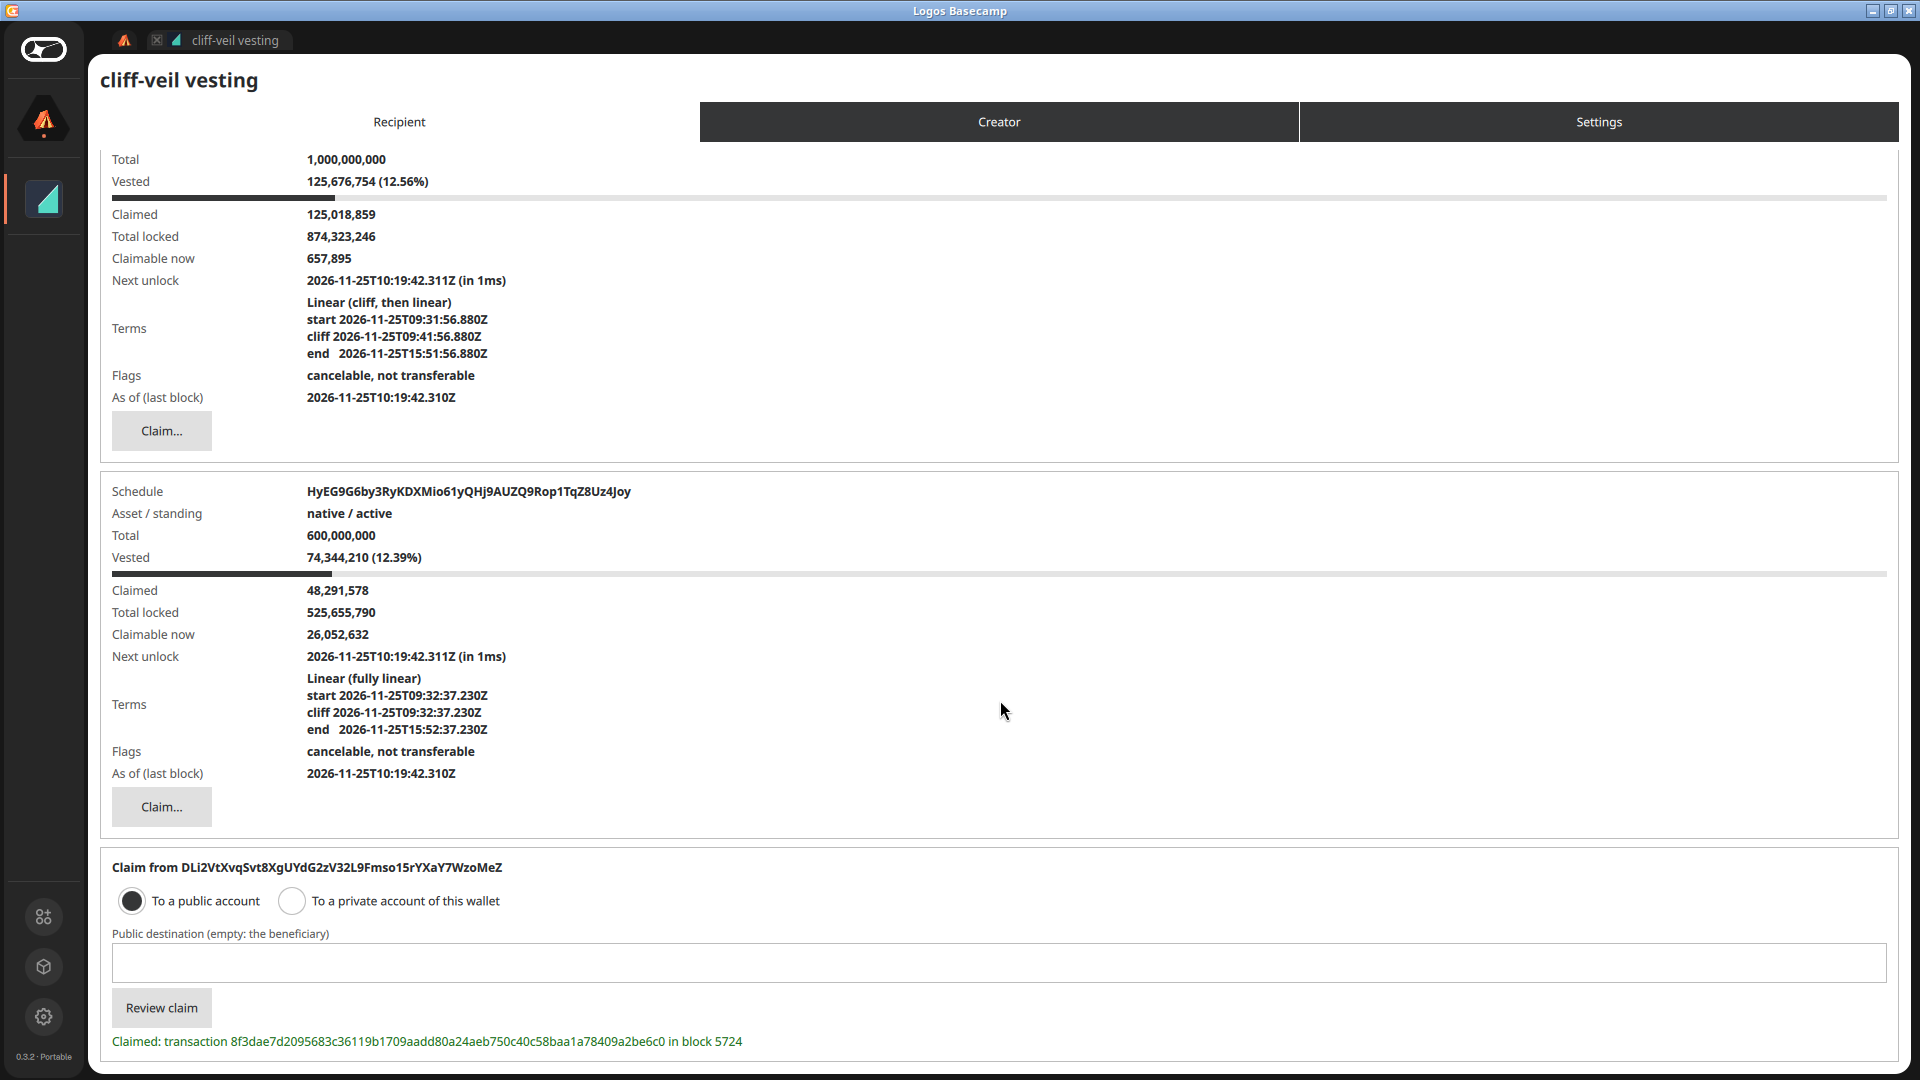 Logos Basecamp
cliff-veil vesting
cliff-veil vesting
Recipient Creator Settings
Total 1,000,000,000
Vested 125,676,754 (12.56%)
Claimed 125,018,859
Total locked 874,323,246
Claimable now 657,895
Next unlock 2026-11-25T10:19:42.311Z (in 1ms)
Linear (cliff, then linear)
start 2026-11-25T09:31:56.880Z
Terms
cliff 2026-11-25T09:41:56.880Z
end 2026-11-25T15:51:56.880Z
Flags cancelable, not transferable
As of (last block) 2026-11-25T10:19:42.310Z
Claim...
Schedule HyEG9G6by3RyKDXMio61yQHj9AUZQ9Rop1TqZ8Uz4Joy
Asset / standing native / active
Total 600,000,000
Vested 74,344,210 (12.39%)
Claimed 48,291,578
Total locked 525,655,790
Claimable now 26,052,632
Next unlock 2026-11-25T10:19:42.311Z (in 1ms)
Linear (fully linear)
start 2026-11-25T09:32:37.230Z
Terms
cliff 2026-11-25T09:32:37.230Z
end 2026-11-25T15:52:37.230Z
Flags cancelable, not transferable
As of (last block) 2026-11-25T10:19:42.310Z
Claim...
Claim from DLi2VtXvqSvt8XgUYdG2zV32L9Fmso15rYXaY7WzoMeZ
To a public account To a private account of this wallet
Public destination (empty: the beneficiary)
Review claim
Claimed: transaction 8f3dae7d2095683c36119b1709aadd80a24aeb750c40c58baa1a78409a2be6c0 in block 5724
0.3.2 · Portable